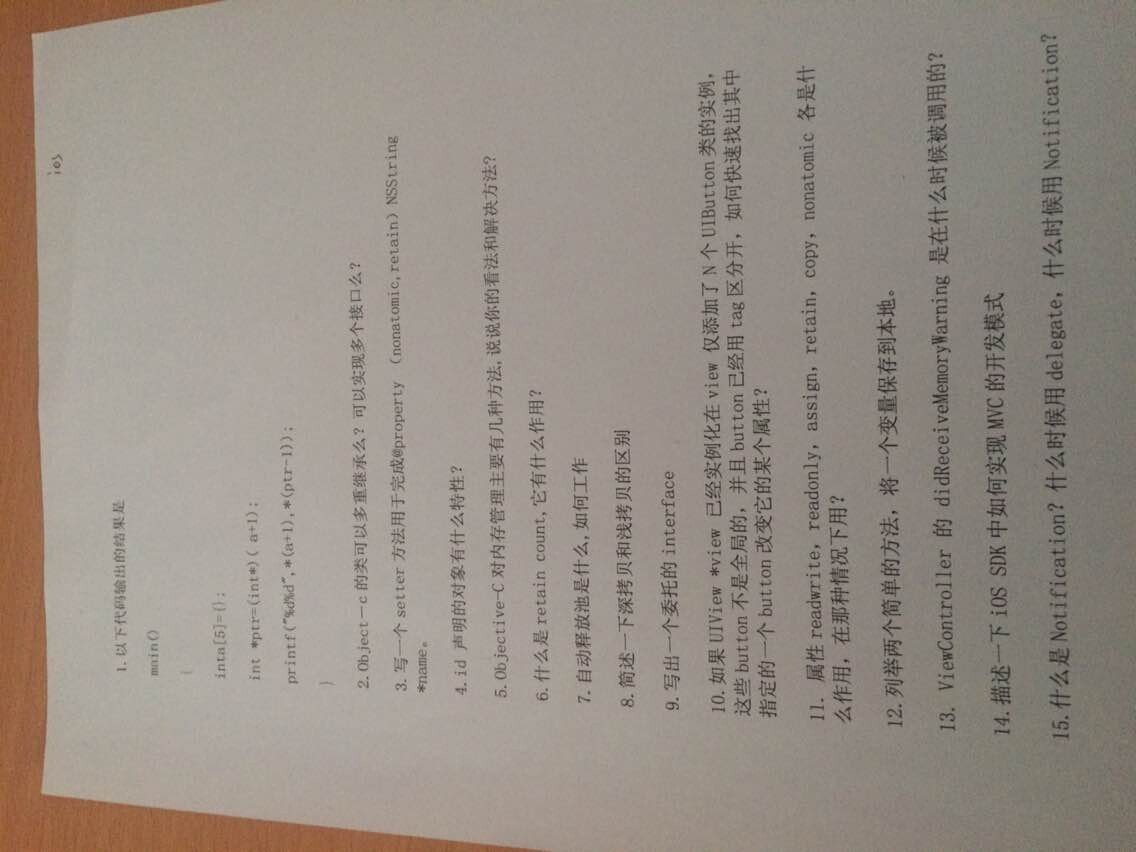 ios
1.以下代码输出的结果是
main()
{
inta[5]={};
int *ptr=(int*)( a+1);
printf("%d%d",*(a+1),*(ptr-1));
}
2.Object-c 的类可以多重继承么? 可以实现多个接口么?
3.写一个 setter 方法用于完成@property （nonatomic,retain）NSString
*name。
4.id 声明的对象有什么特性?
5.Objective-C 对内存管理主要有几种方法,说说你的看法和解决方法?
6.什么是 retain count,它有什么作用?
7.自动释放池是什么,如何工作
8.简述一下深拷贝和浅拷贝的区别
9.写出一个委托的 interface
10.如果 UIView *view 已经实例化在 view 仅添加了 N 个 UIButton 类的实例,
这些 button 不是全局的，并且 button 已经用 tag 区分开，如何快速找出其中
指定的一个 button 改变它的某个属性?
11. 属性 readwrite，readonly，assign，retain，copy，nonatomic 各是什
么作用，在那种情况下用?
12.列举两个简单的方法，将一个变量保存到本地。
13. ViewController 的 didReceiveMemoryWarning 是在什么时候被调用的?
14.描述一下 iOS SDK 中如何实现 MVC 的开发模式
15.什么是 Notification? 什么时候用 delegate，什么时候用 Notification?